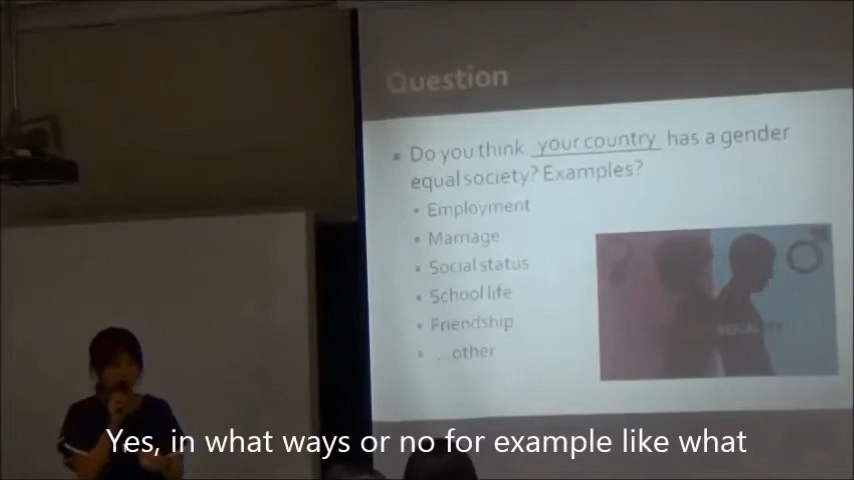 Question
Do you think your country has a gender
equal society? Examples?
Employment
Marriage
Social status
School life
Friendship
...other
EQUALITY
Yes, in what ways or no for example like what